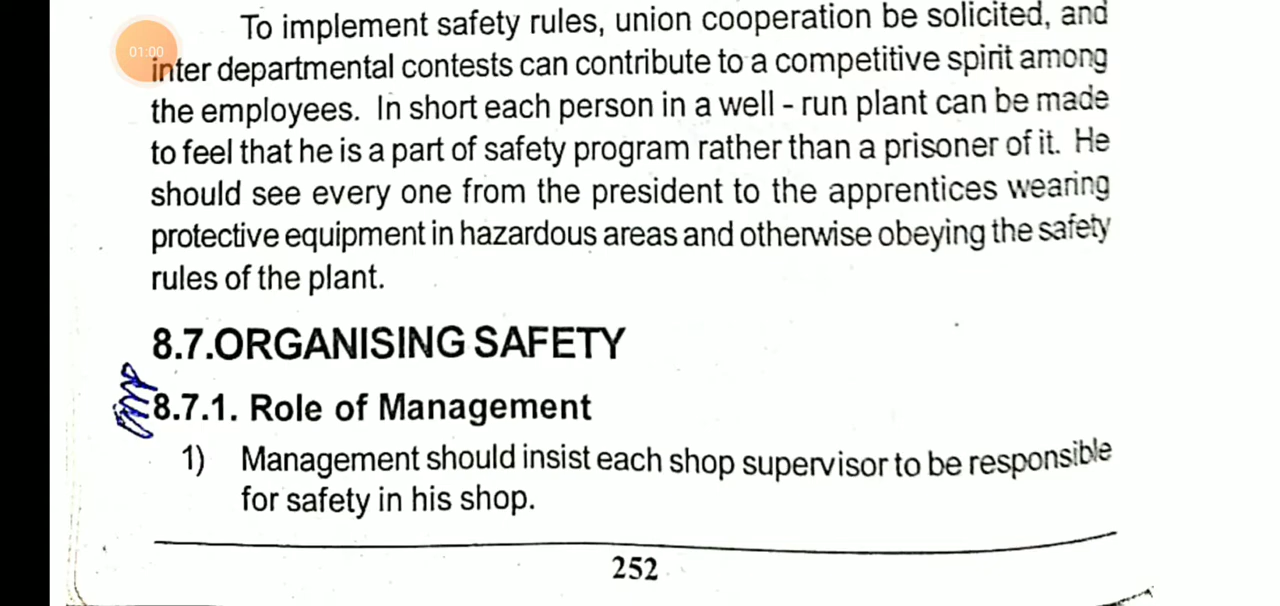 To implement safety rules, union cooperation be solicited, and
01:00
inter departmental contests can contribute to a competitive spirit among
the employees. In short each person in a well - run plant can be made
to feel that he is a part of safety program rather than a prisoner of it. He
should see every one from the president to the apprentices wearing
protective equipment in hazardous areas and otherwise obeying the safety
rules of the plant.
8.7.ORGANISING SAFETY
imp
8.7.1. Role of Management
1) Management should insist each shop supervisor to be responsible
for safety in his shop.
252